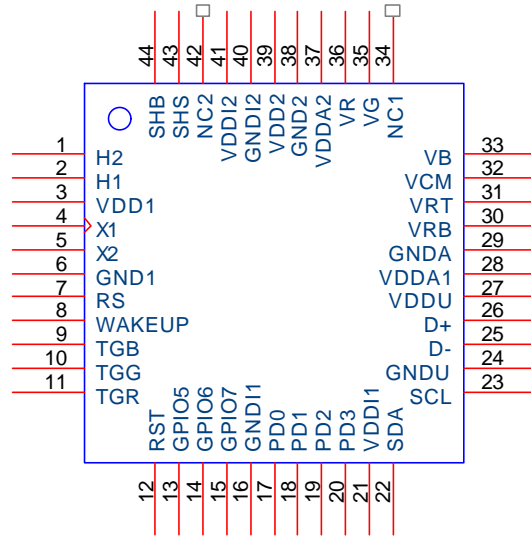 44 43 42 41 40 39 38 37 36 35 34
SHB SHS NC2 VDDI2 GNDI2 VDD2 GND2 VDDA2 VR VG NC1
1 H2
2 H1
3 VDD1
4 X1
5 X2
6 GND1
7 RS
8 WAKEUP
9 TGB
10 TGG
11 TGR
VB 33
VCM 32
VRT 31
VRB 30
GNDA 29
VDDA1 28
VDDU 27
D+ 26
D- 25
GNDU 24
SCL 23
RST GPIO5 GPIO6 GPIO7 GNDI1 PD0 PD1 PD2 PD3 VDDI1 SDA
12 13 14 15 16 17 18 19 20 21 22